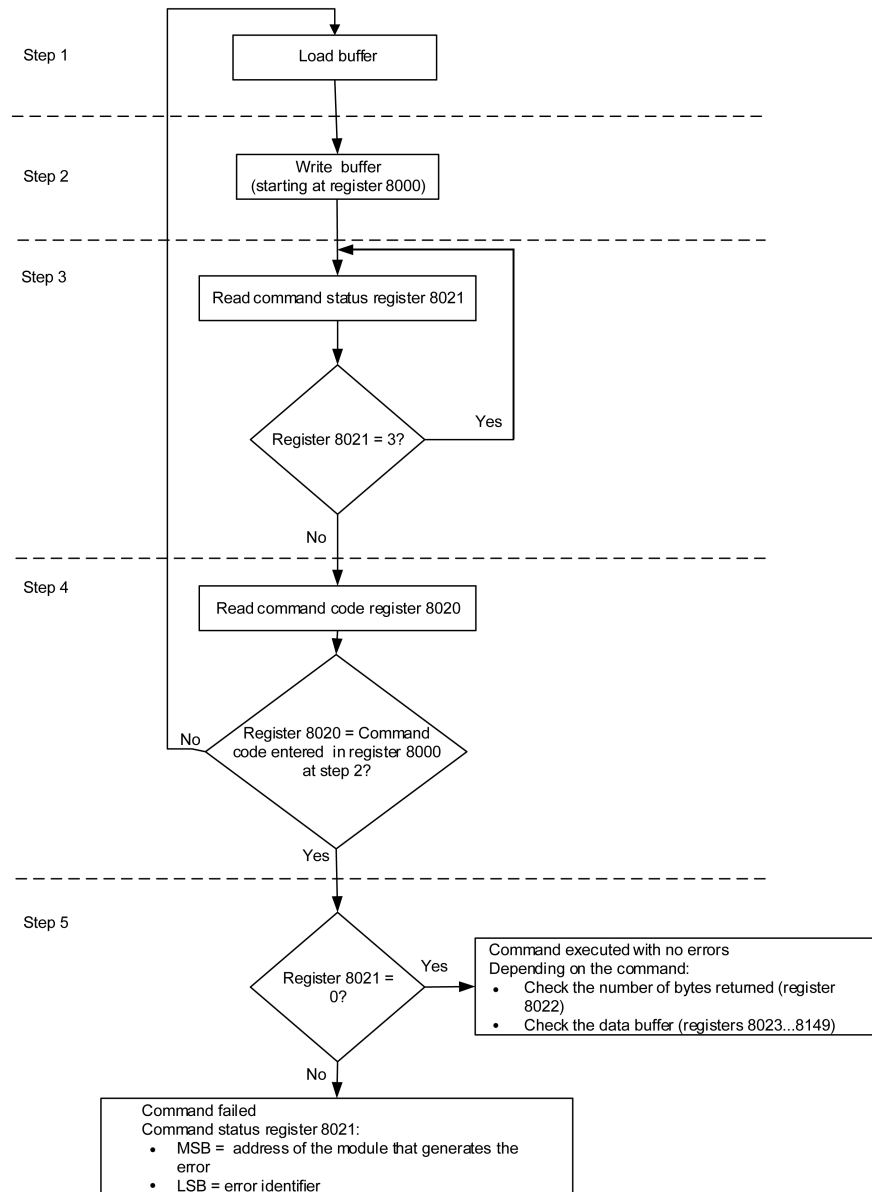 Step 1
Load buffer
Step 2
Write buffer
(starting at register 8000)
Step 3
Read command status register 8021
Register 8021 = 3?
Yes
No
Step 4
Read command code register 8020
Register 8020 = Command
code entered in register 8000
at step 2?
No
Yes
Step 5
Register 8021 =
0?
Yes
Command executed with no errors
Depending on the command:
• Check the number of bytes returned (register
8022)
• Check the data buffer (registers 8023...8149)
No
Command failed
Command status register 8021:
• MSB = address of the module that generates the
error
• LSB = error identifier